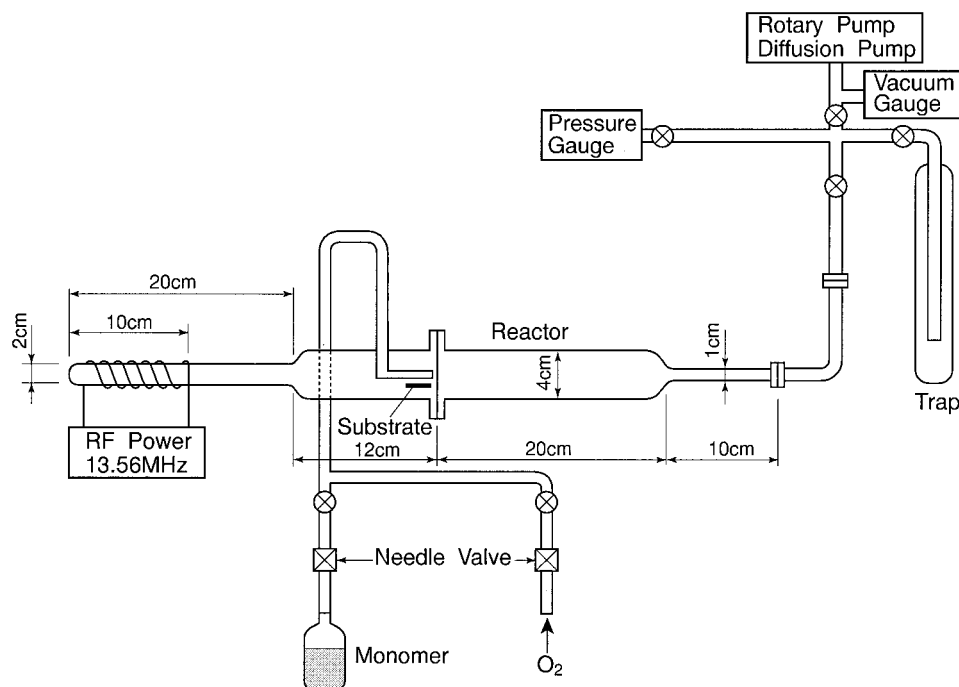 Rotary Pump
Diffusion Pump
Vacuum
Gauge
Pressure
Gauge
20cm
10cm
2cm
Reactor
1cm
4cm
Trap
Substrate
RF Power
13.56MHz
12cm
20cm
10cm
Needle Valve
Monomer
O₂